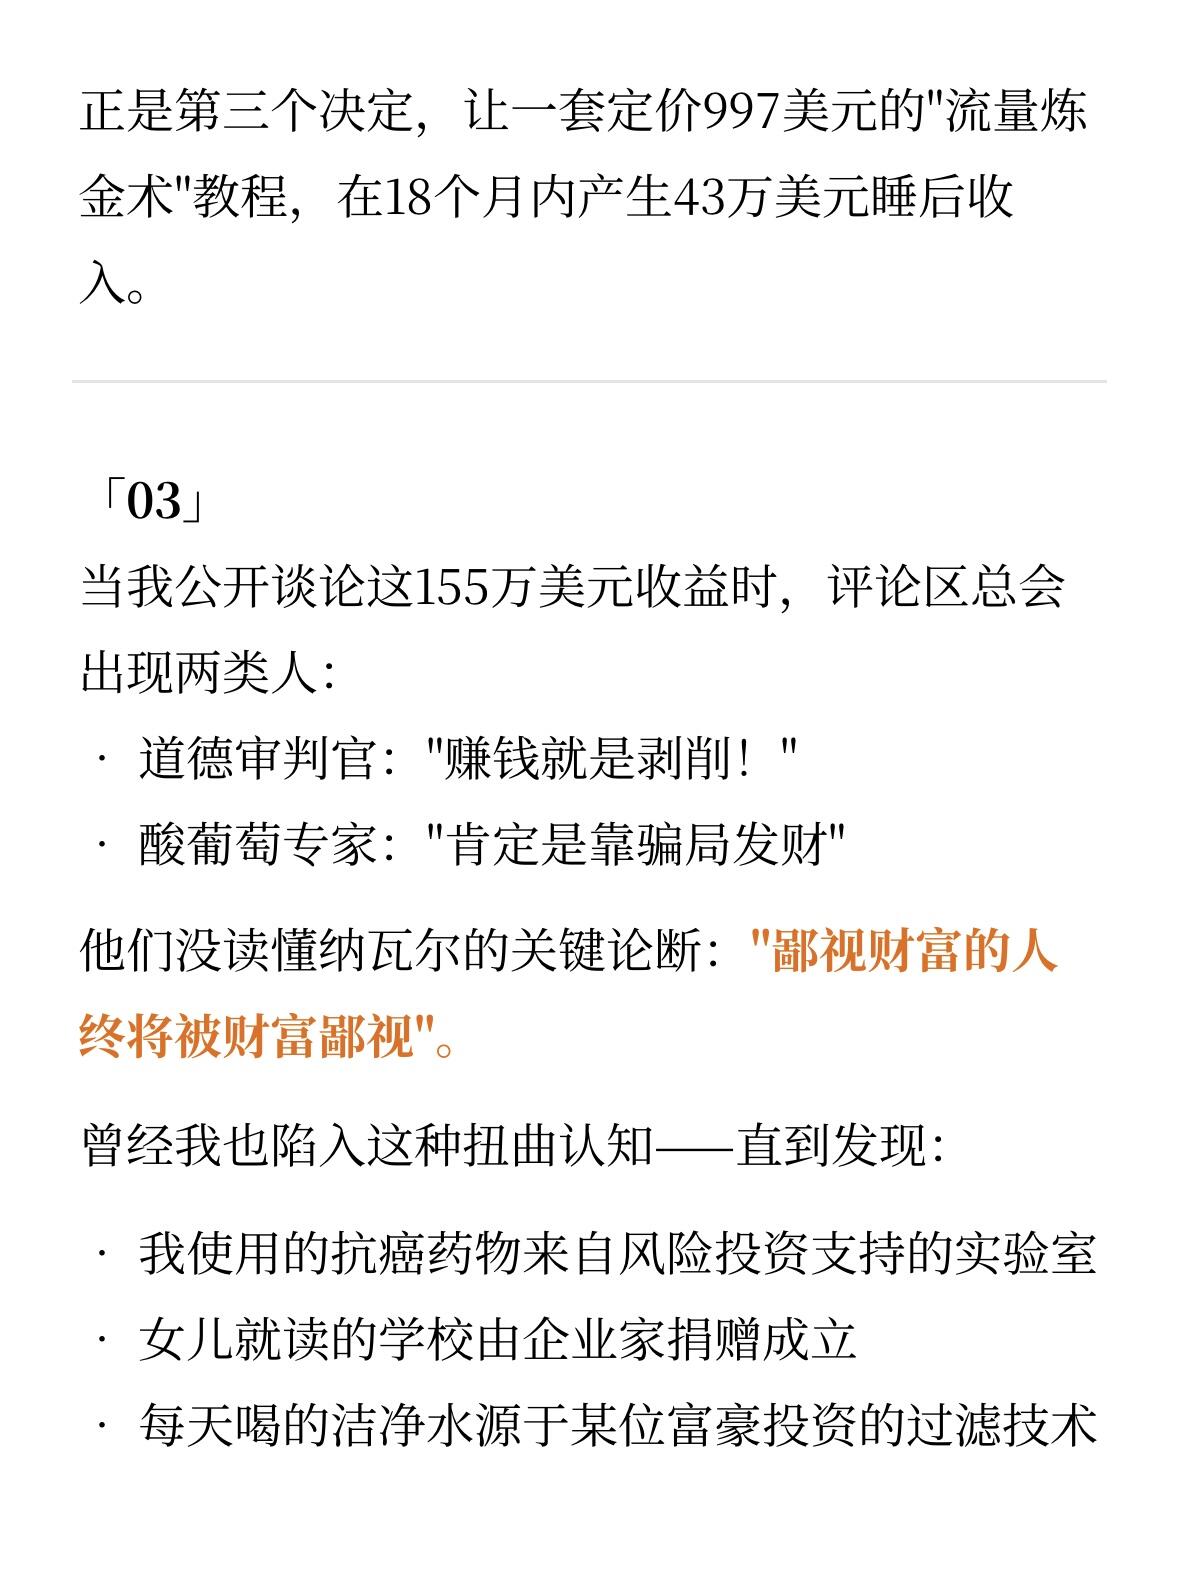 正是第三个决定，让一套定价997美元的"流量炼
金术"教程，在18个月内产生43万美元睡后收
入。
「03」
当我公开谈论这155万美元收益时，评论区总会
出现两类人：
· 道德审判官："赚钱就是剥削！"
· 酸葡萄专家："肯定是靠骗局发财"
他们没读懂纳瓦尔的关键论断："鄙视财富的人
终将被财富鄙视"。
曾经我也陷入这种扭曲认知——直到发现：
· 我使用的抗癌药物来自风险投资支持的实验室
· 女儿就读的学校由企业家捐赠成立
· 每天喝的洁净水源于某位富豪投资的过滤技术